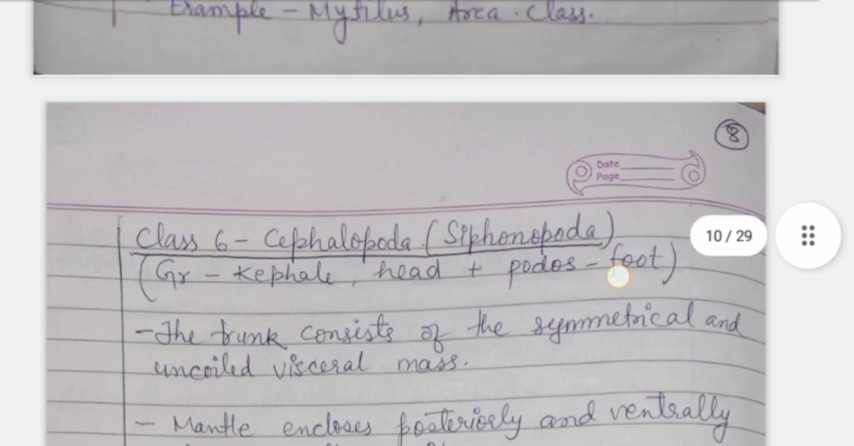 Example - Mytilus, Arca. Class.
8
Date
Page
10 / 29
Class 6 - Cephalopoda (Siphonopoda)
(Gr - Kephale, head + podos - foot)
- The trunk consists of the symmetrical and
uncoiled visceral mass.
- Mantle encloses posteriorly and ventrally